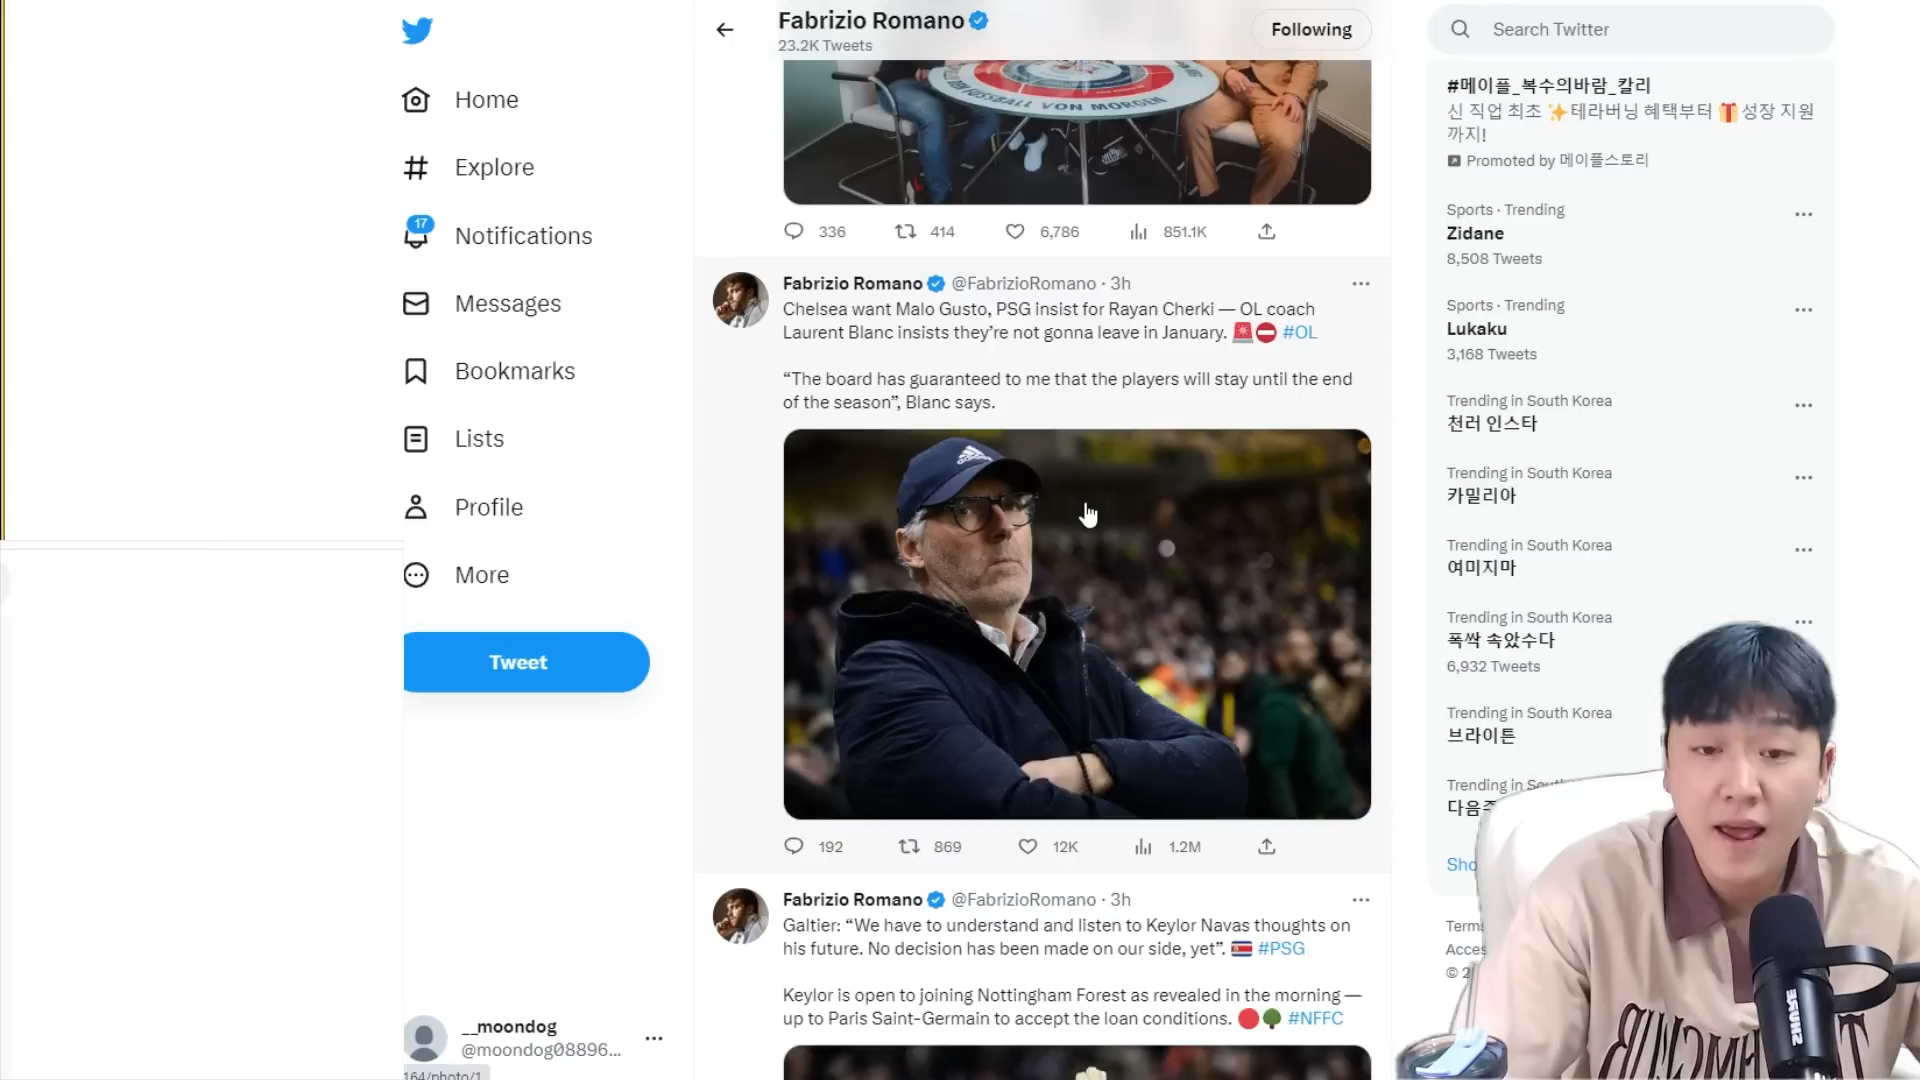 Home
Explore
17
Notifications
Messages
Bookmarks
Lists
Profile
More
Tweet
__moondog
@moondog08896...
164/photo/1
Fabrizio Romano
23.2K Tweets
Following
FUSSBALL VON MORGEN
336 414 6,786 851.1K
Fabrizio Romano @FabrizioRomano · 3h
Chelsea want Malo Gusto, PSG insist for Rayan Cherki — OL coach
Laurent Blanc insists they’re not gonna leave in January. 🚨⛔️ #OL
“The board has guaranteed to me that the players will stay until the end
of the season”, Blanc says.
adidas
192 869 12K 1.2M
Fabrizio Romano @FabrizioRomano · 3h
Galtier: “We have to understand and listen to Keylor Navas thoughts on
his future. No decision has been made on our side, yet”. 🇨🇷 #PSG
Keylor is open to joining Nottingham Forest as revealed in the morning —
up to Paris Saint-Germain to accept the loan conditions. 🔴🌳 #NFFC
Search Twitter
#메이플_복수의바람_칼리
신 직업 최초 ✨테라버닝 혜택부터 🎁성장 지원
까지!
Promoted by 메이플스토리
Sports · Trending
Zidane
8,508 Tweets
Sports · Trending
Lukaku
3,168 Tweets
Trending in South Korea
천러 인스타
Trending in South Korea
카밀리아
Trending in South Korea
여미지마
Trending in South Korea
폭싹 속았수다
6,932 Tweets
Trending in South Korea
브라이튼
Trending in
Sho
Terms
© 2
SHURE